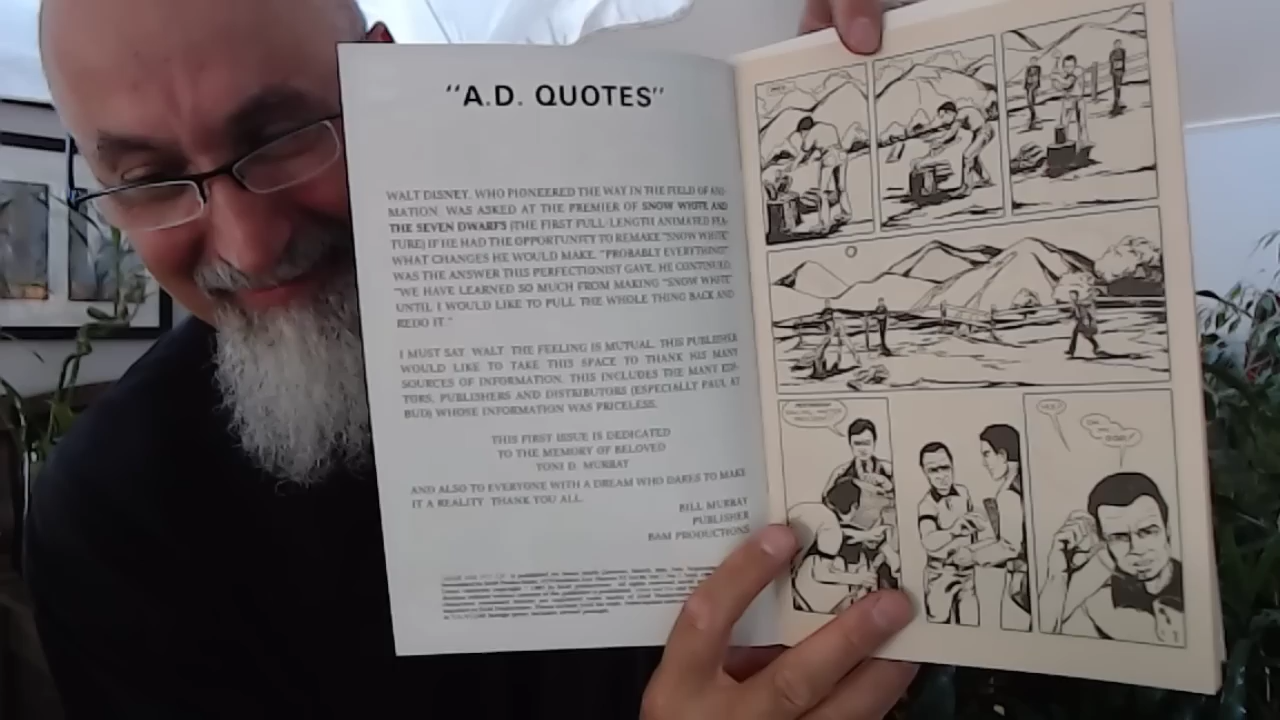 "A.D. QUOTES"
WALT DISNEY, WHO PIONEERED THE WAY IN THE FIELD OF ANI-
MATION, WAS ASKED AT THE PREMIER OF SNOW WHITE AND
THE SEVEN DWARFS (THE FIRST FULL-LENGTH ANIMATED FEA-
TURE) IF HE HAD THE OPPORTUNITY TO REMAKE "SNOW WHITE"
WHAT CHANGES HE WOULD MAKE. "PROBABLY EVERYTHING"
WAS THE ANSWER THIS PERFECTIONIST GAVE. HE CONTINUED,
"WE HAVE LEARNED SO MUCH FROM MAKING "SNOW WHITE"
UNTIL I WOULD LIKE TO PULL THE WHOLE THING BACK AND
REDO IT."
I MUST SAY, WALT THE FEELING IS MUTUAL. THIS PUBLISHER
WOULD LIKE TO TAKE THIS SPACE TO THANK HIS MANY
SOURCES OF INFORMATION. THIS INCLUDES THE MANY EDI-
TORS, PUBLISHERS AND DISTRIBUTORS (ESPECIALLY PAUL AT
BUD) WHOSE INFORMATION WAS PRICELESS.
THIS FIRST ISSUE IS DEDICATED
TO THE MEMORY OF BELOVED
TONI D. MURRAY
AND ALSO TO EVERYONE WITH A DREAM WHO DARES TO MAKE
IT A REALITY. THANK YOU ALL.
BILL MURRAY
PUBLISHER
BAM PRODUCTIONS